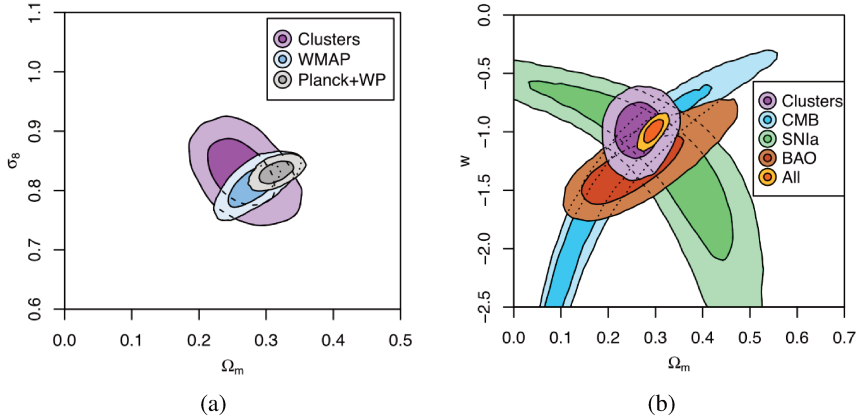 1.1
1.0
0.9
0.8
0.7
0.6
σ8
0.0 0.1 0.2 0.3 0.4 0.5
Ωm
Clusters
WMAP
Planck+WP
(a)
0.0
−0.5
−1.0
−1.5
−2.0
−2.5
w
0.0 0.1 0.2 0.3 0.4 0.5 0.6 0.7
Ωm
Clusters
CMB
SNIa
BAO
All
(b)